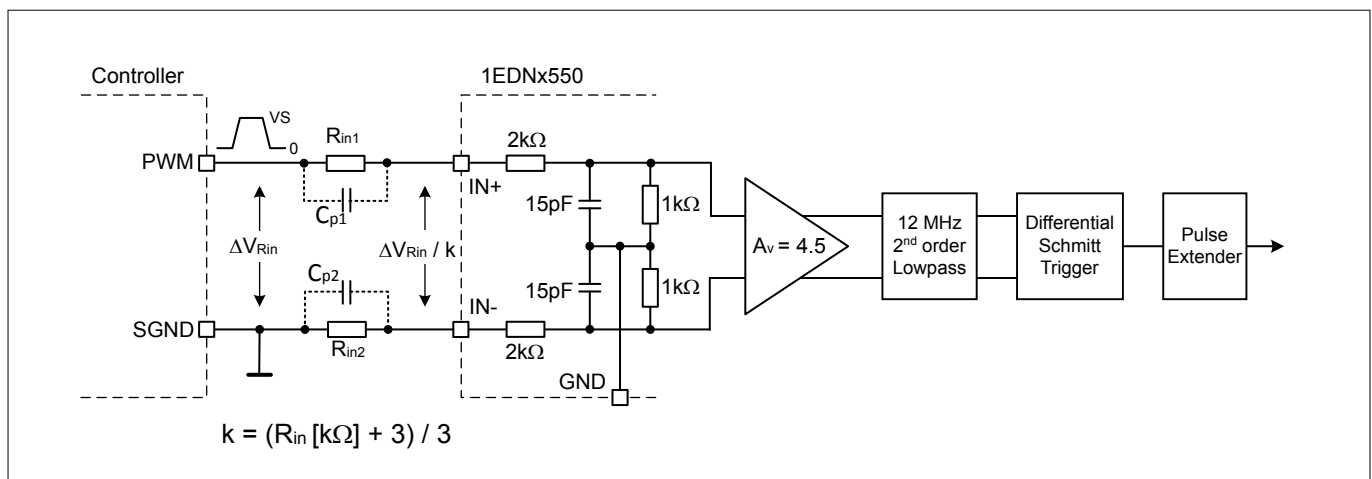 Controller
1EDNx550
VS
0
Rin1
2kΩ
PWM
IN+
Cp1
15pF
1kΩ
ΔVRin
ΔVRin / k
Av = 4.5
12 MHz
2nd order
Lowpass
Differential
Schmitt
Trigger
Pulse
Extender
Cp2
15pF
1kΩ
IN-
SGND
Rin2
2kΩ
GND
k = (Rin [kΩ] + 3) / 3